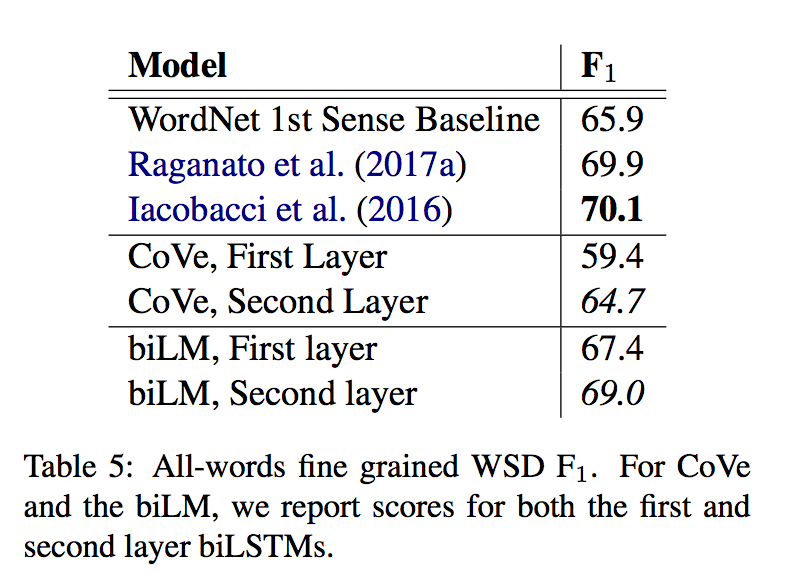 Model F₁
WordNet 1st Sense Baseline 65.9
Raganato et al. (2017a) 69.9
Iacobacci et al. (2016) 70.1
CoVe, First Layer 59.4
CoVe, Second Layer 64.7
biLM, First layer 67.4
biLM, Second layer 69.0
Table 5: All-words fine grained WSD F₁. For CoVe
and the biLM, we report scores for both the first and
second layer biLSTMs.